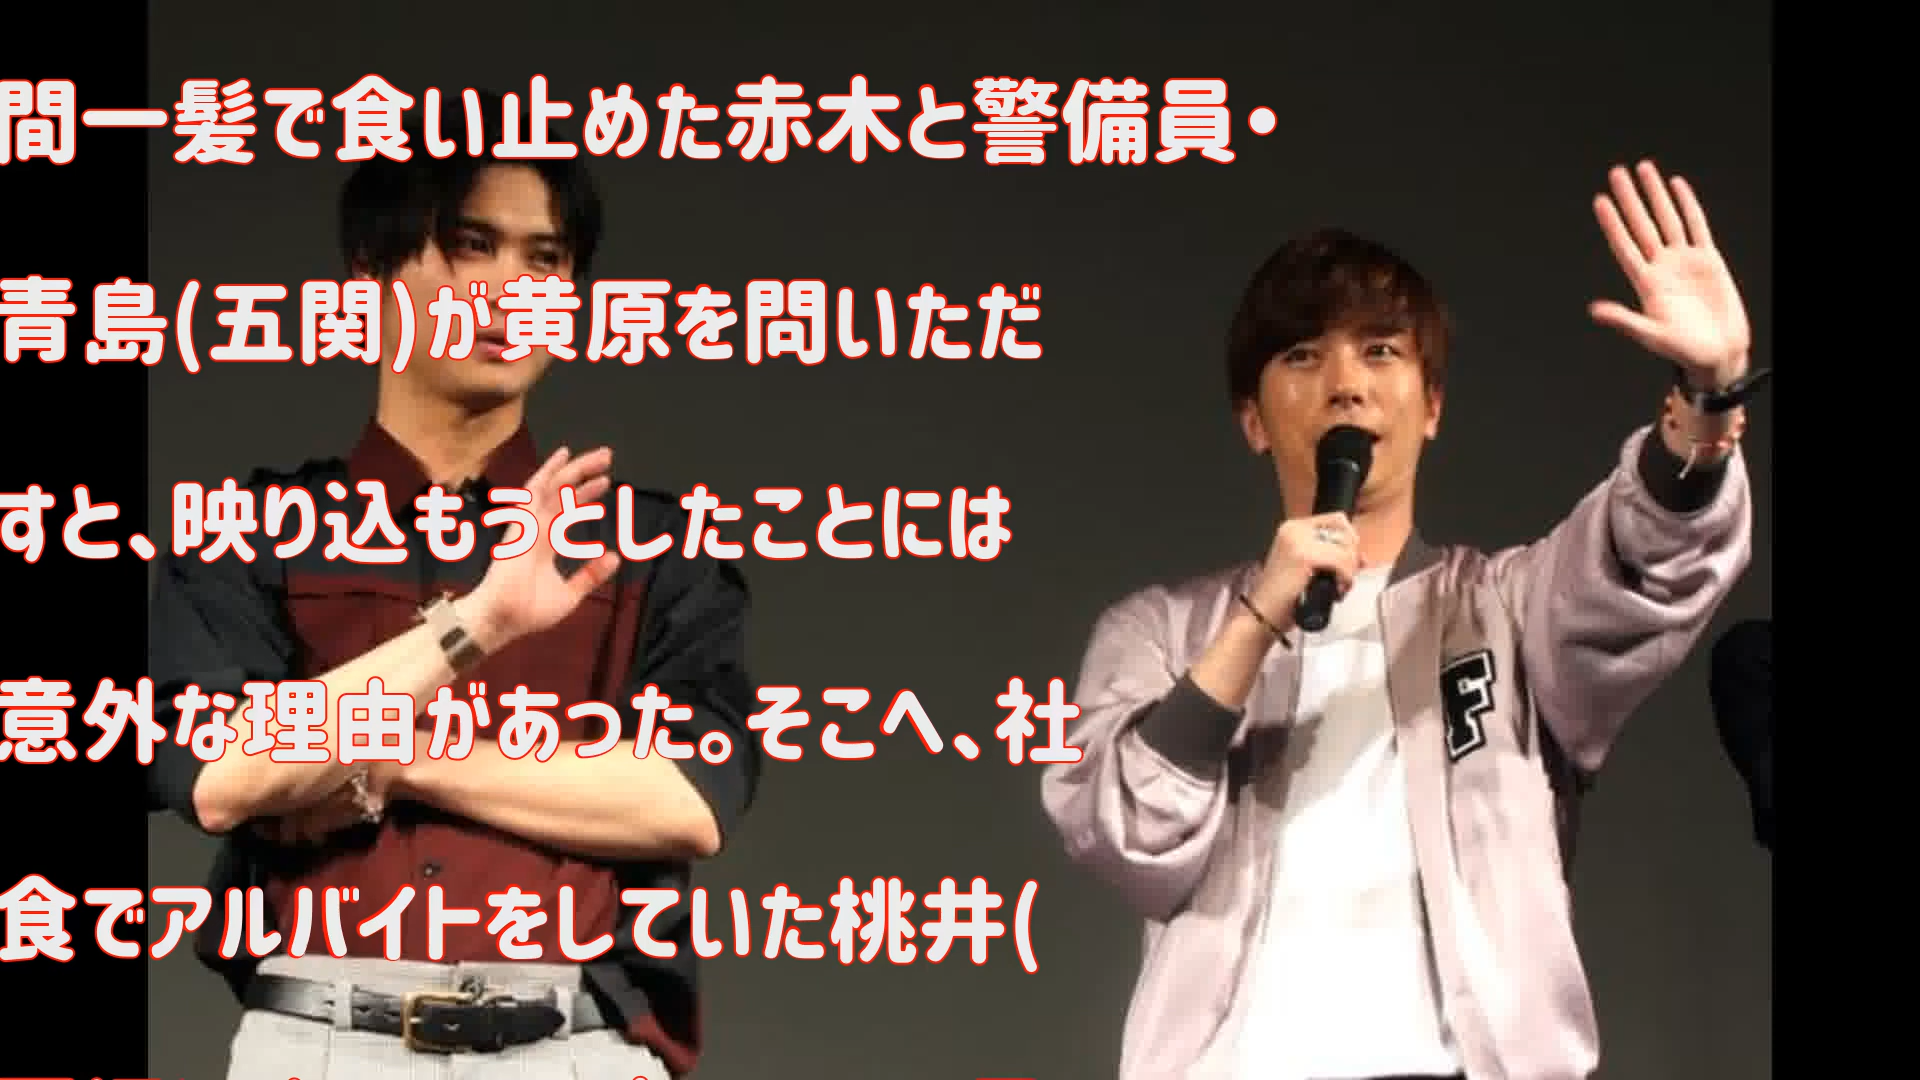 間一髪で食い止めた赤木と警備員・
青島(五関)が黄原を問いただ
すと、映り込もうとしたことには
意外な理由があった。そこへ、社
食でアルバイトをしていた桃井(
F